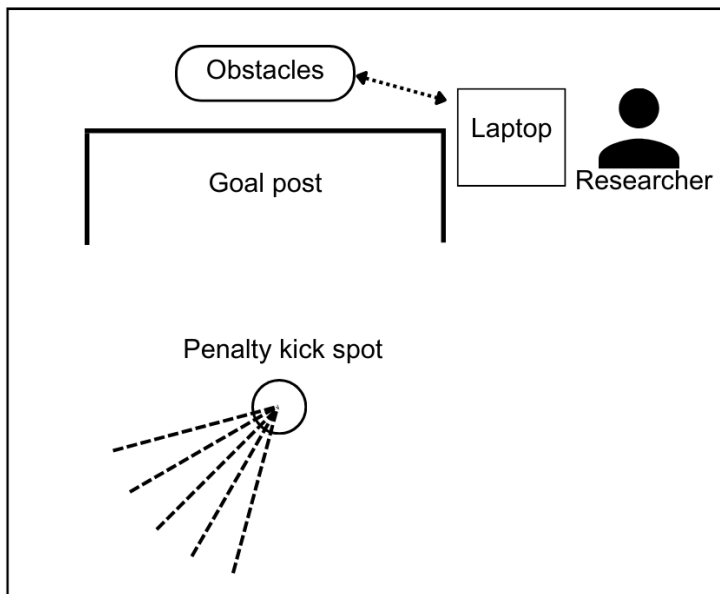 Obstacles
Laptop
Researcher
Goal post
Penalty kick spot